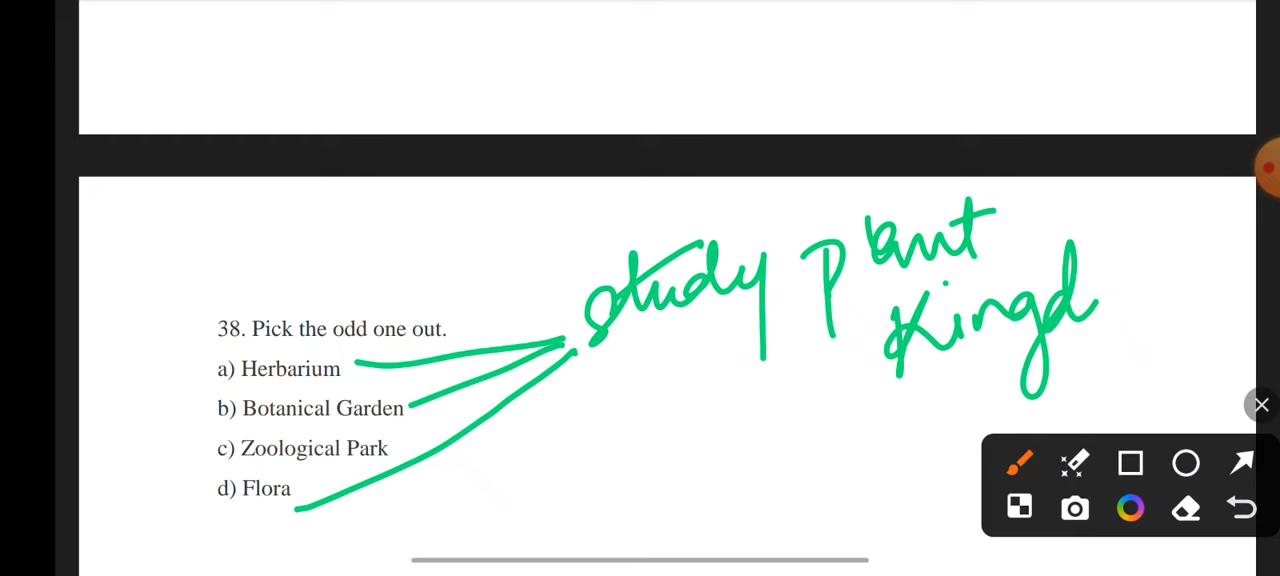 study Plant
Kingd
38. Pick the odd one out.
a) Herbarium
b) Botanical Garden
c) Zoological Park
d) Flora